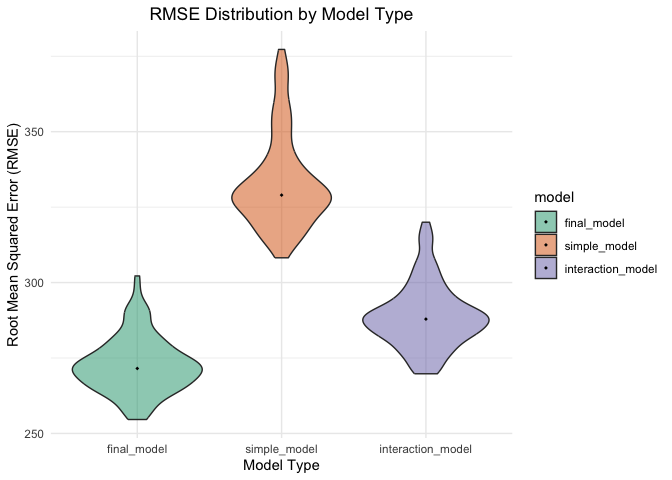 RMSE Distribution by Model Type
Root Mean Squared Error (RMSE)
350
300
250
final_model
simple_model
interaction_model
Model Type
model
final_model
simple_model
interaction_model